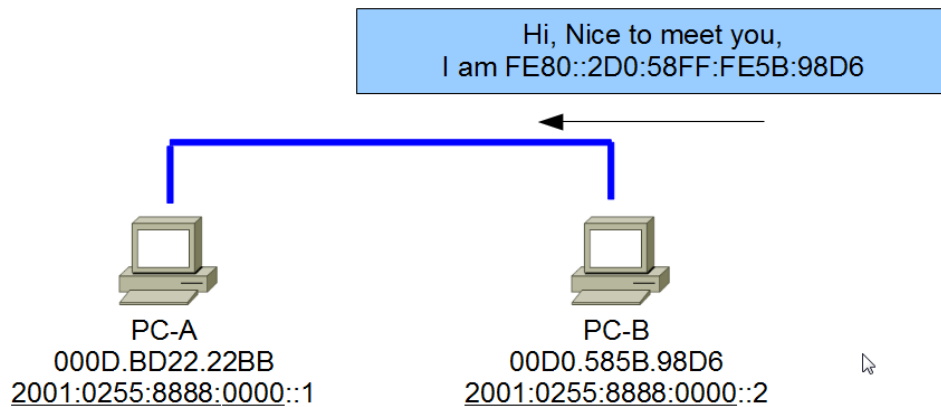 Hi, Nice to meet you,
I am FE80::2D0:58FF:FE5B:98D6
PC-A
000D.BD22.22BB
2001:0255:8888:0000::1
PC-B
00D0.585B.98D6
2001:0255:8888:0000::2